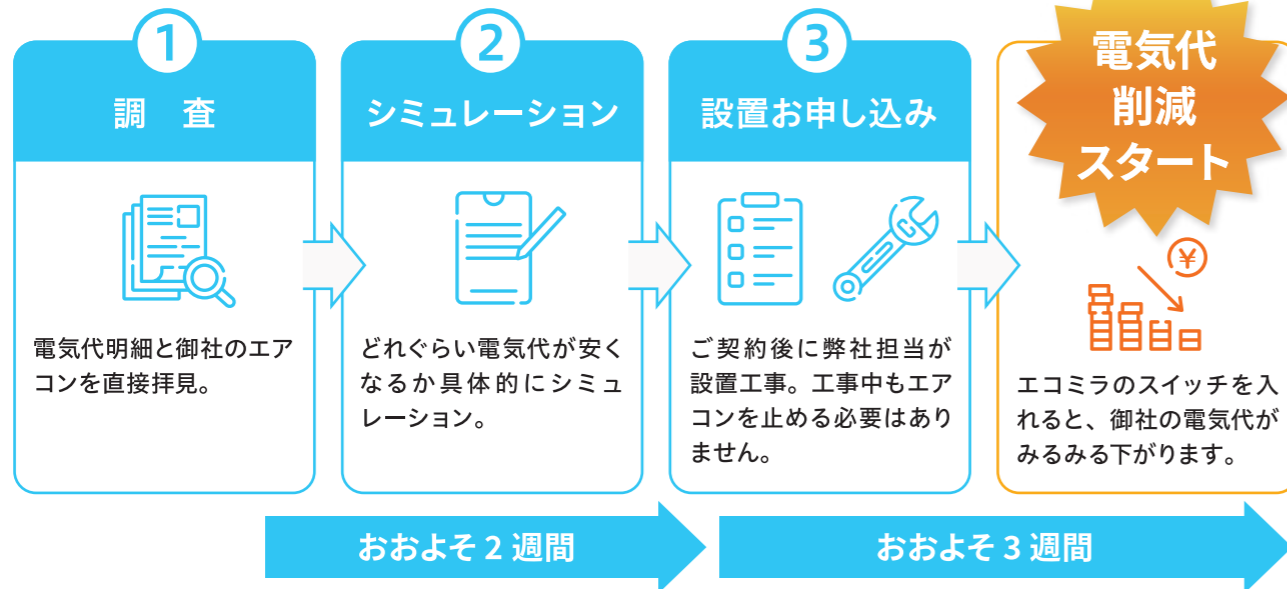 1
調 査
電気代明細と御社のエア
コンを直接拝見。
2
シミュレーション
どれぐらい電気代が安く
なるか具体的にシミュ
レーション。
3
設置お申し込み
ご契約後に弊社担当が
設置工事。工事中もエア
コンを止める必要はあり
ません。
電気代
削減
スタート
¥
エコミラのスイッチを入
れると、御社の電気代が
みるみる下がります。
おおよそ 2 週間
おおよそ 3 週間